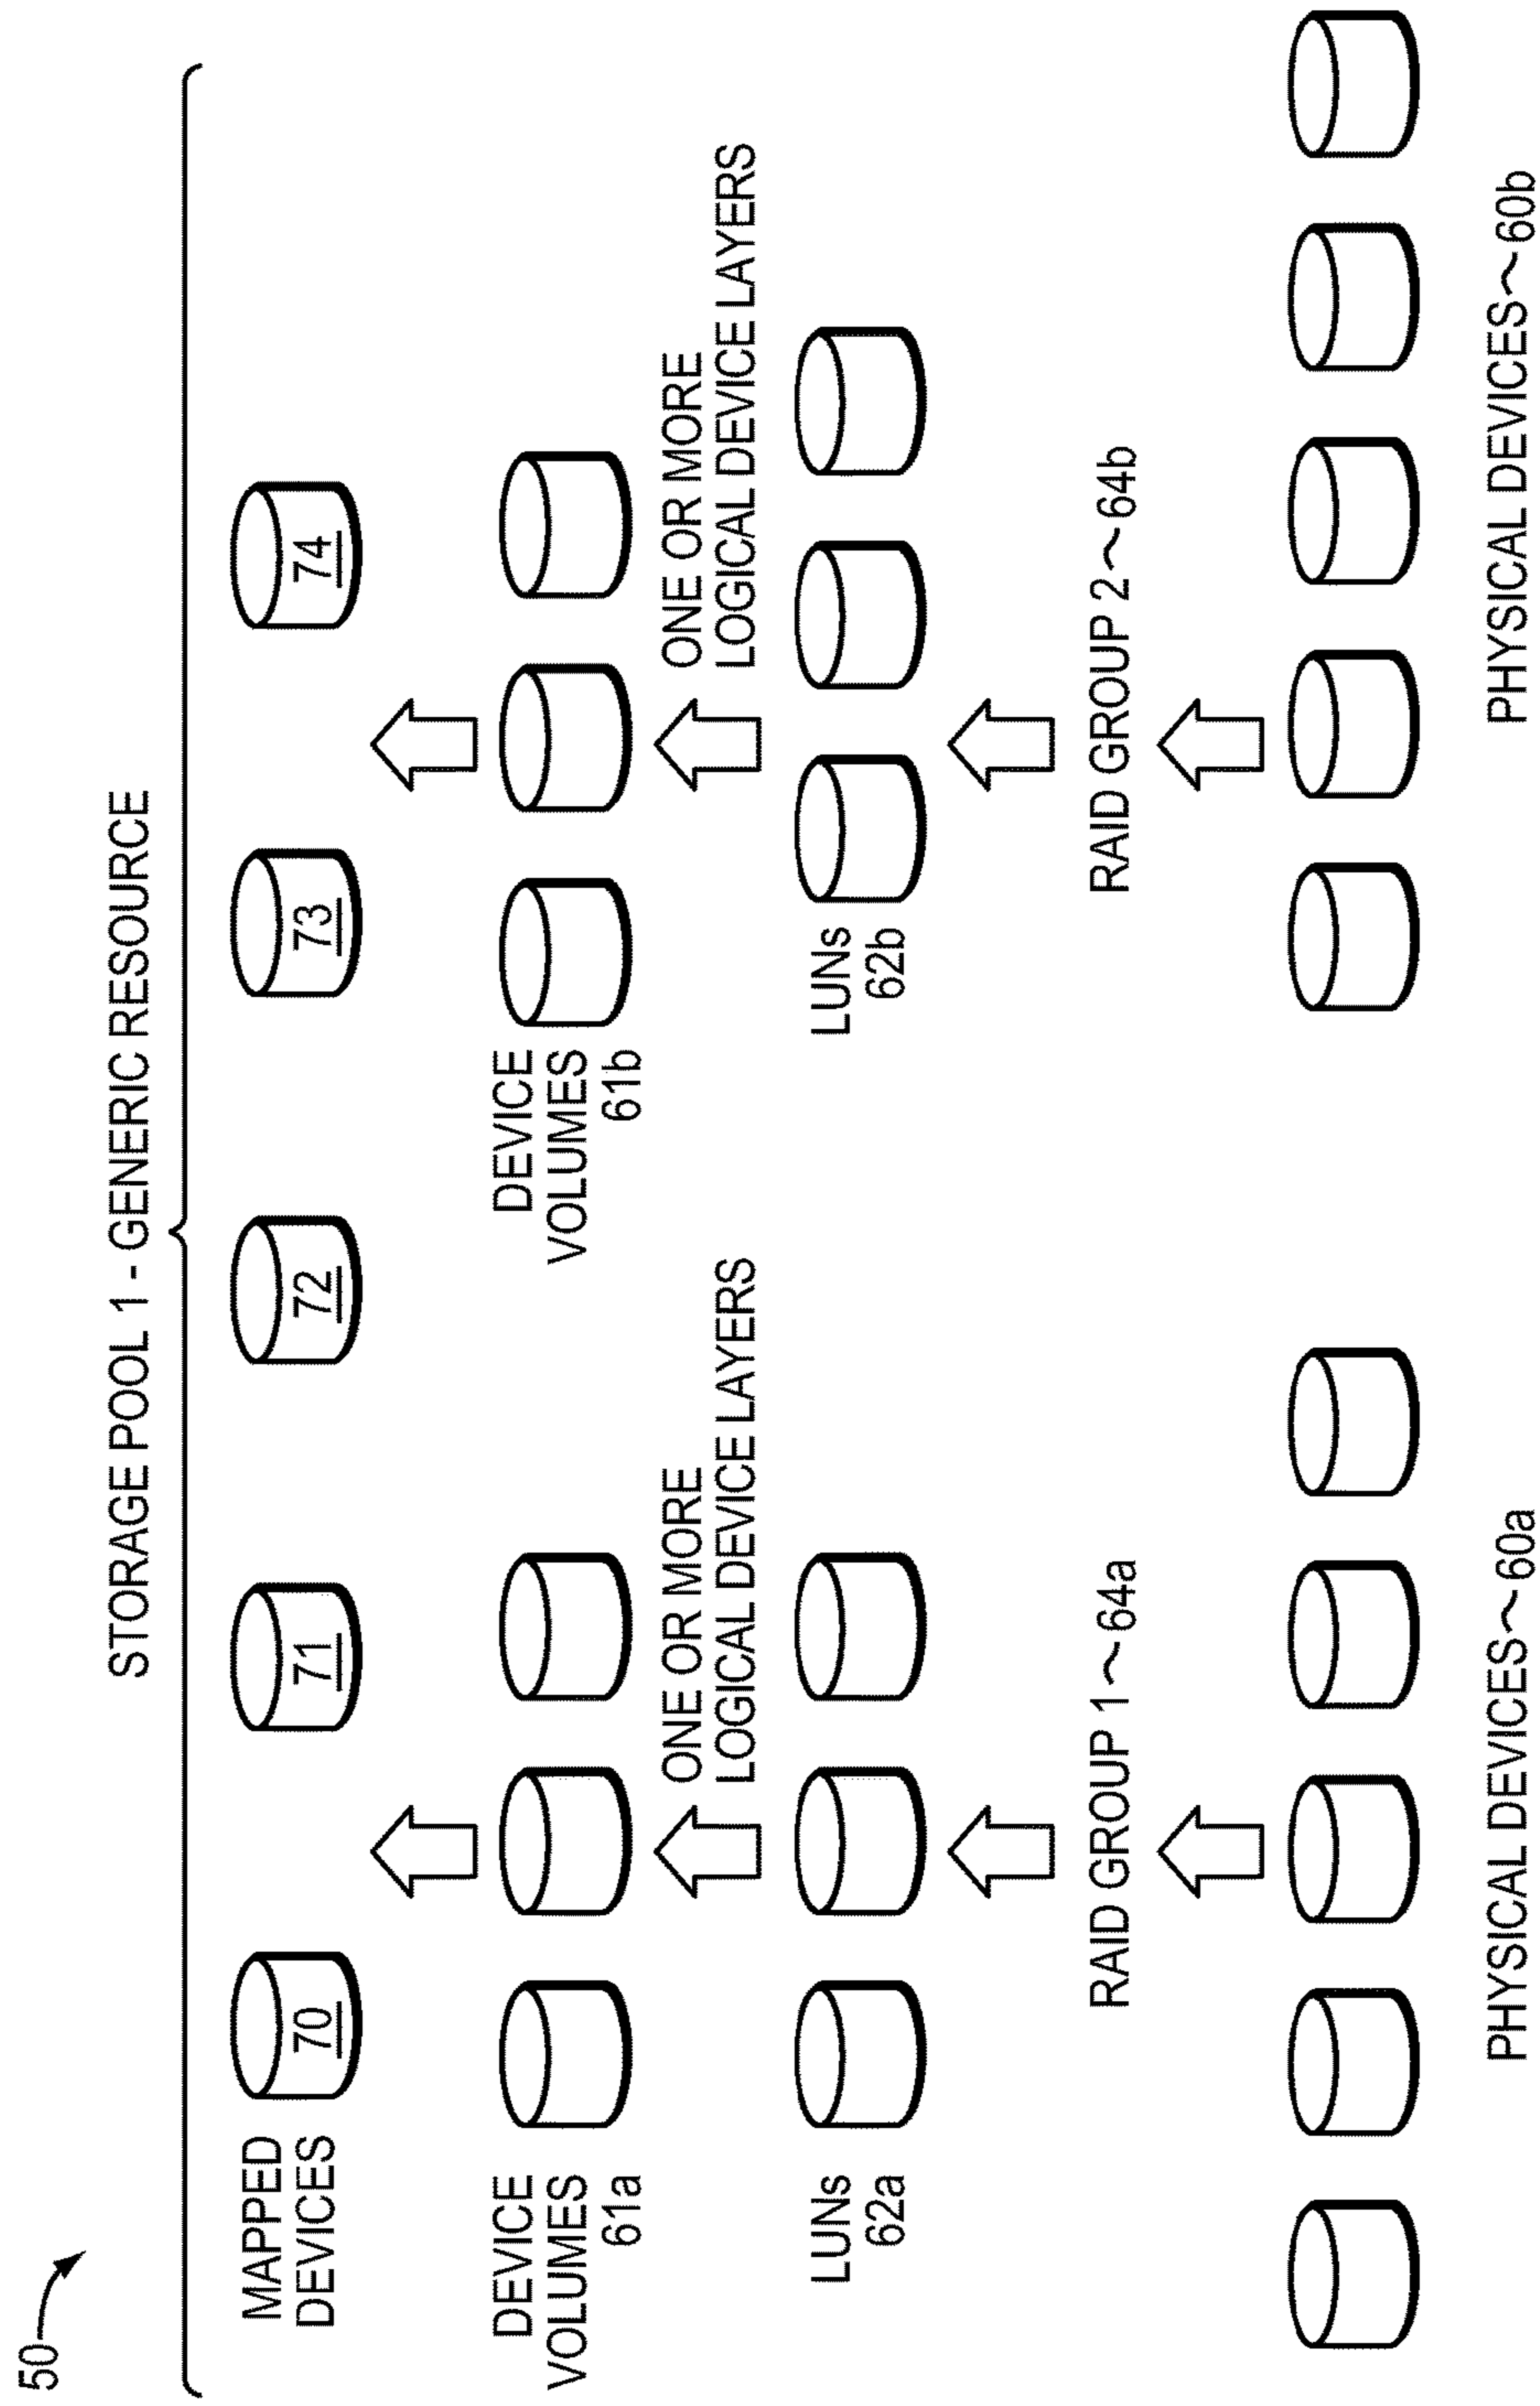 50
STORAGE POOL 1 - GENERIC RESOURCE
MAPPED
DEVICES
70
71
72
73
74
DEVICE
VOLUMES
61a
DEVICE
VOLUMES
61b
ONE OR MORE
LOGICAL DEVICE LAYERS
ONE OR MORE
LOGICAL DEVICE LAYERS
LUNs
62a
LUNs
62b
RAID GROUP 1~64a
RAID GROUP 2~64b
PHYSICAL DEVICES~60a
PHYSICAL DEVICES~60b